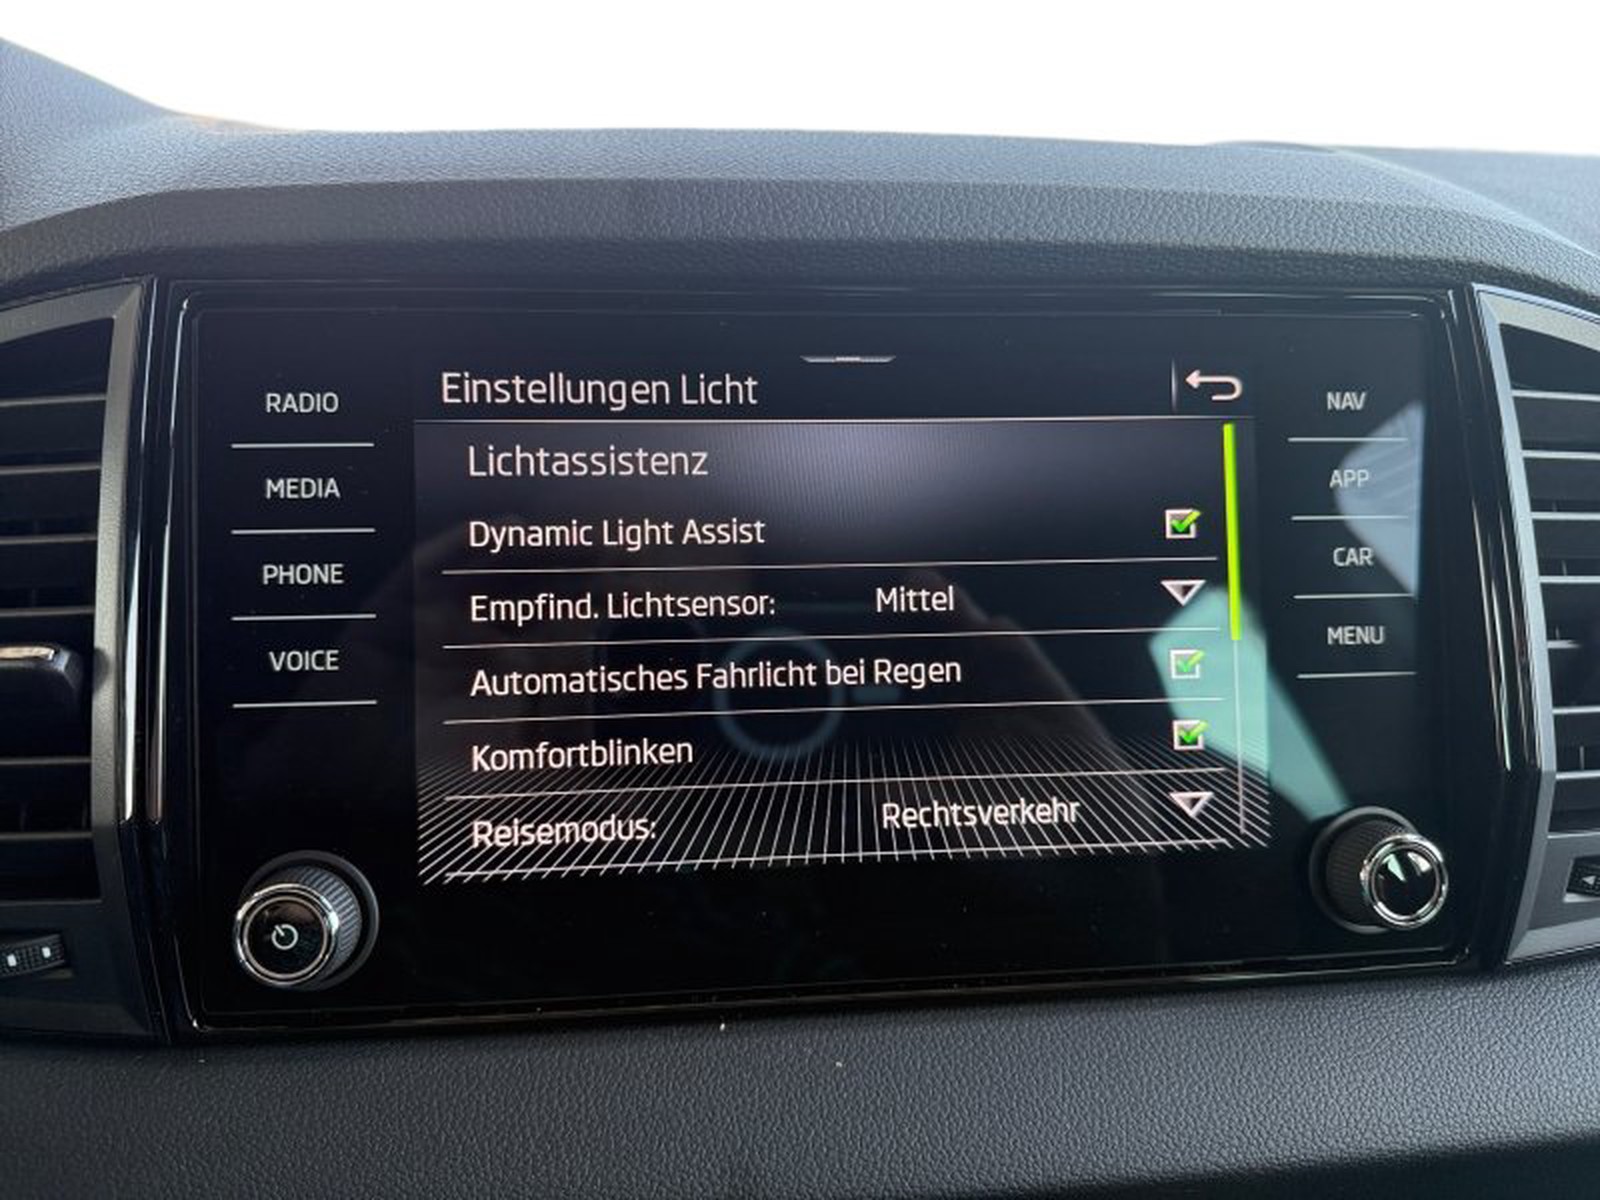 RADIO
MEDIA
PHONE
VOICE
Einstellungen Licht
Lichtassistenz
Dynamic Light Assist
Empfind. Lichtsensor: Mittel
Automatisches Fahrlicht bei Regen
Komfortblinken
Reisemodus: Rechtsverkehr
NAV
APP
CAR
MENU